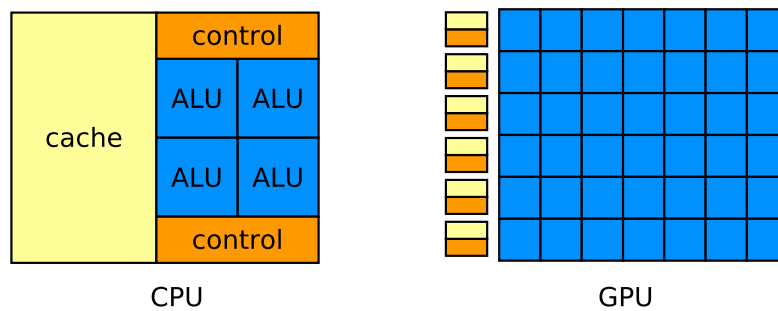 control
ALU ALU
cache
ALU ALU
control
CPU GPU